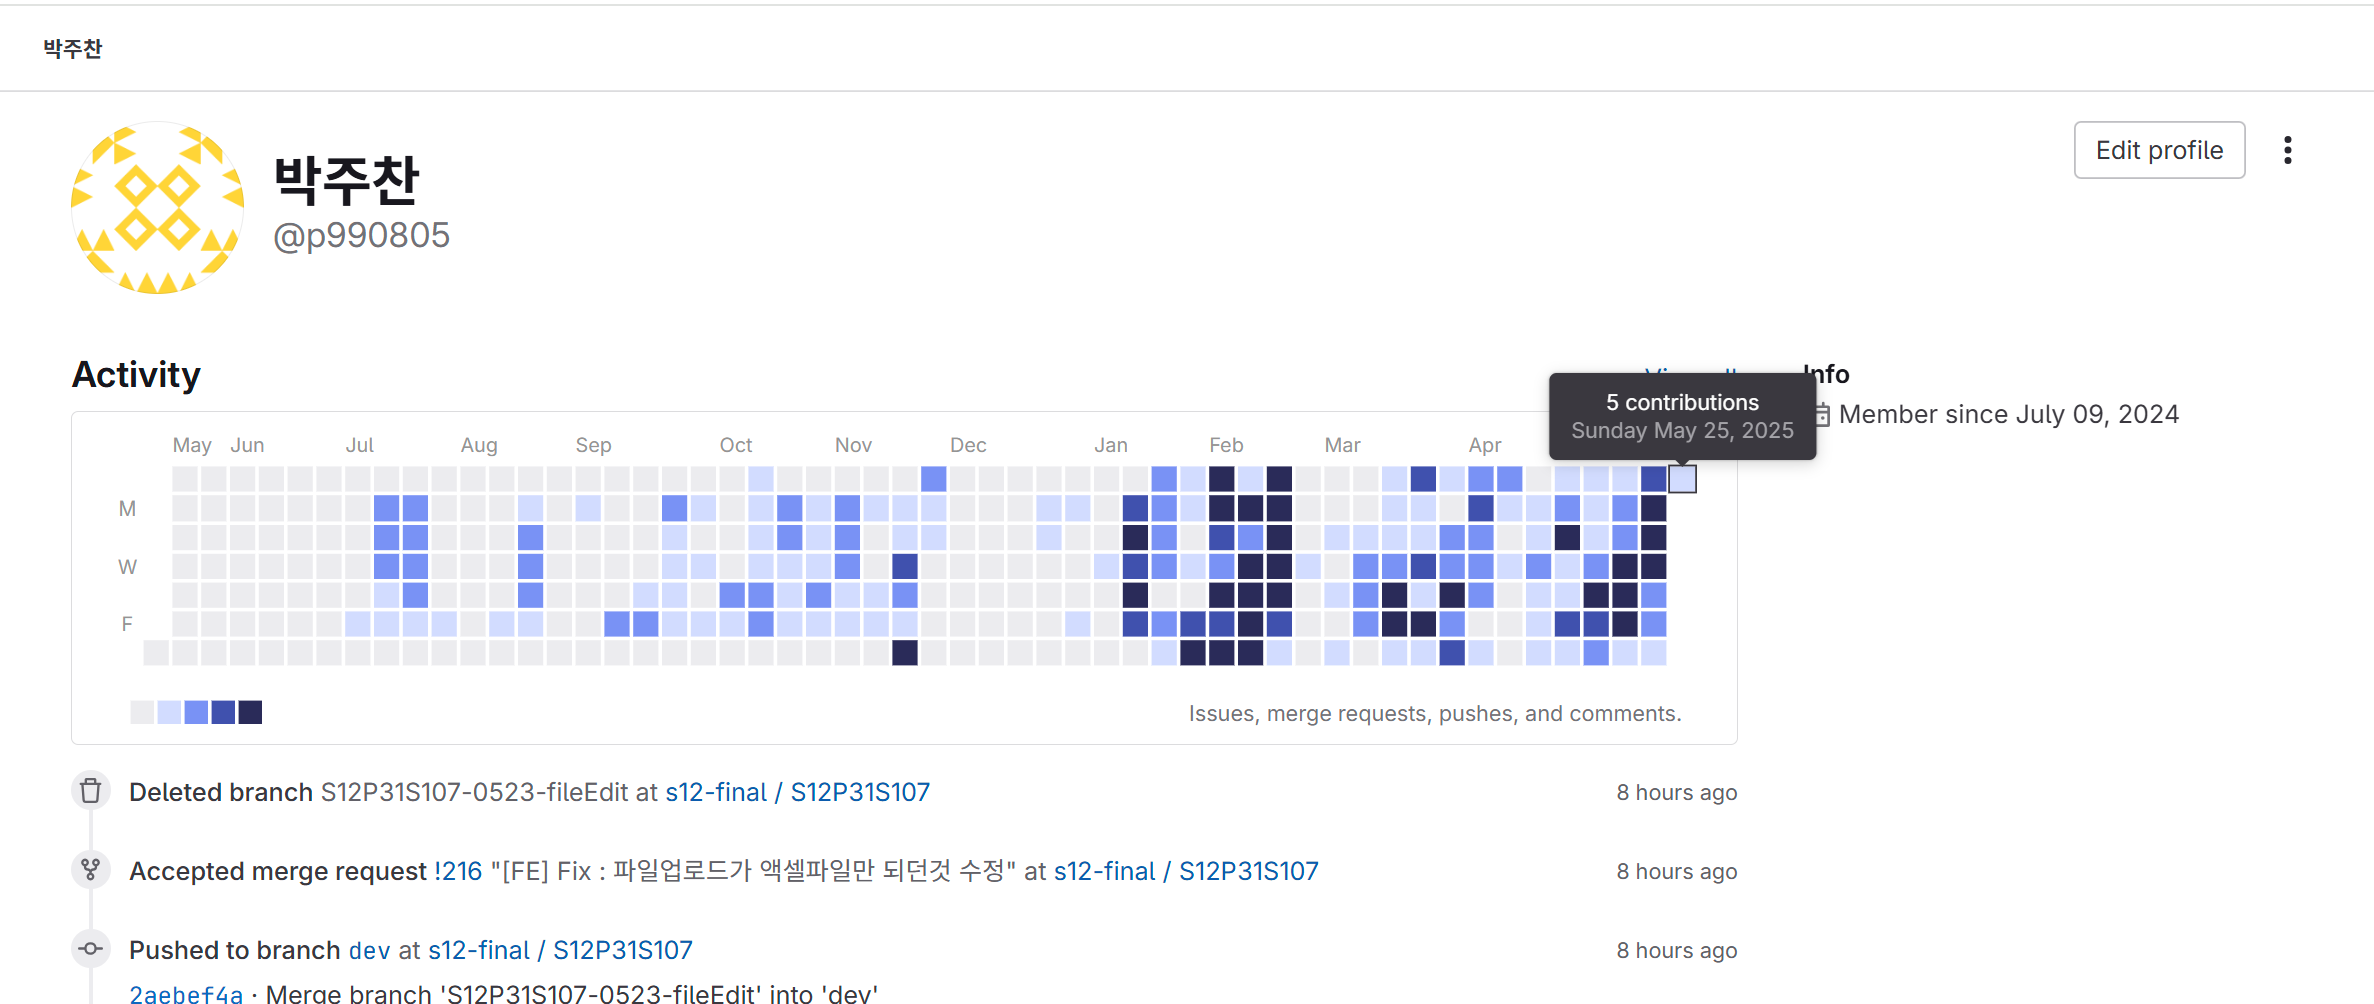 박주찬
박주찬
@p990805
Edit profile
Activity
Info
5 contributions
Sunday May 25, 2025
Member since July 09, 2024
May Jun Jul Aug Sep Oct Nov Dec Jan Feb Mar Apr
M
W
F
Issues, merge requests, pushes, and comments.
Deleted branch S12P31S107-0523-fileEdit at s12-final / S12P31S107 8 hours ago
Accepted merge request !216 "[FE] Fix : 파일업로드가 액셀파일만 되던것 수정" at s12-final / S12P31S107 8 hours ago
Pushed to branch dev at s12-final / S12P31S107 8 hours ago
2aebef4a · Merge branch 'S12P31S107-0523-fileEdit' into 'dev'